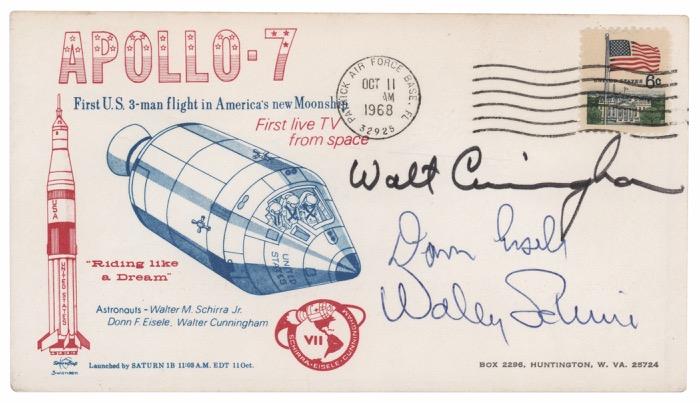 APOLLO-7
PATRICK AIR FORCE BASE, FL
OCT 11
AM
1968
32925
UNITED STATES 6c
First U.S. 3-man flight in America's new Moonship
First live TV
from space
Walt Cunningham
Donn Eisele
Wally Schirra
USA
UNITED STATES
UNITED
STATES
"Riding like
a Dream"
Astronauts - Walter M. Schirra Jr.
Donn F. Eisele, Walter Cunningham
VII
SCHIRRA·EISELE·CUNNINGHAM
Swanson
Launched by SATURN 1B 11:03 A.M. EDT 11 Oct.
BOX 2296, HUNTINGTON, W. VA. 25724